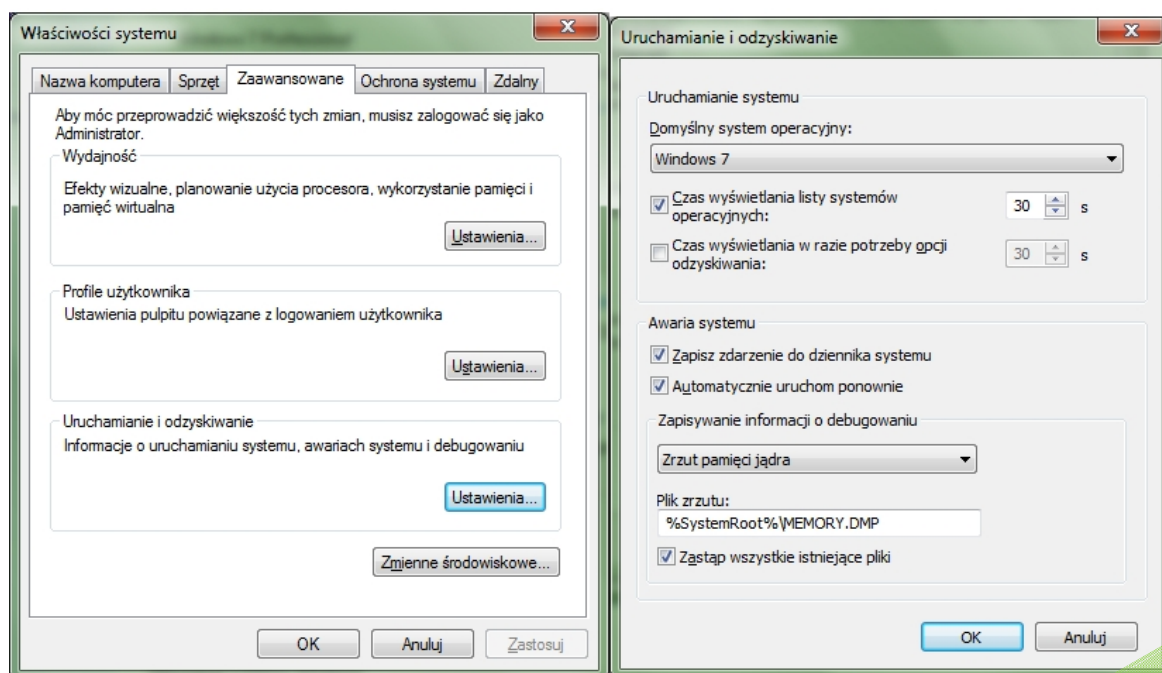 Właściwości systemu
Nazwa komputera
Sprzęt
Zaawansowane
Ochrona systemu
Zdalny
Aby móc przeprowadzić większość tych zmian, musisz zalogować się jako
Administrator.
Wydajność
Efekty wizualne, planowanie użycia procesora, wykorzystanie pamięci i
pamięć wirtualna
Ustawienia...
Profile użytkownika
Ustawienia pulpitu powiązane z logowaniem użytkownika
Ustawienia...
Uruchamianie i odzyskiwanie
Informacje o uruchamianiu systemu, awariach systemu i debugowaniu
Ustawienia...
Zmienne środowiskowe...
OK
Anuluj
Zastosuj
Uruchamianie i odzyskiwanie
Uruchamianie systemu
Domyślny system operacyjny:
Windows 7
Czas wyświetlania listy systemów
operacyjnych:
30
s
Czas wyświetlania w razie potrzeby opcji
odzyskiwania:
30
s
Awaria systemu
Zapisz zdarzenie do dziennika systemu
Automatycznie uruchom ponownie
Zapisywanie informacji o debugowaniu
Zrzut pamięci jądra
Plik zrzutu:
%SystemRoot%\MEMORY.DMP
Zastąp wszystkie istniejące pliki
OK
Anuluj